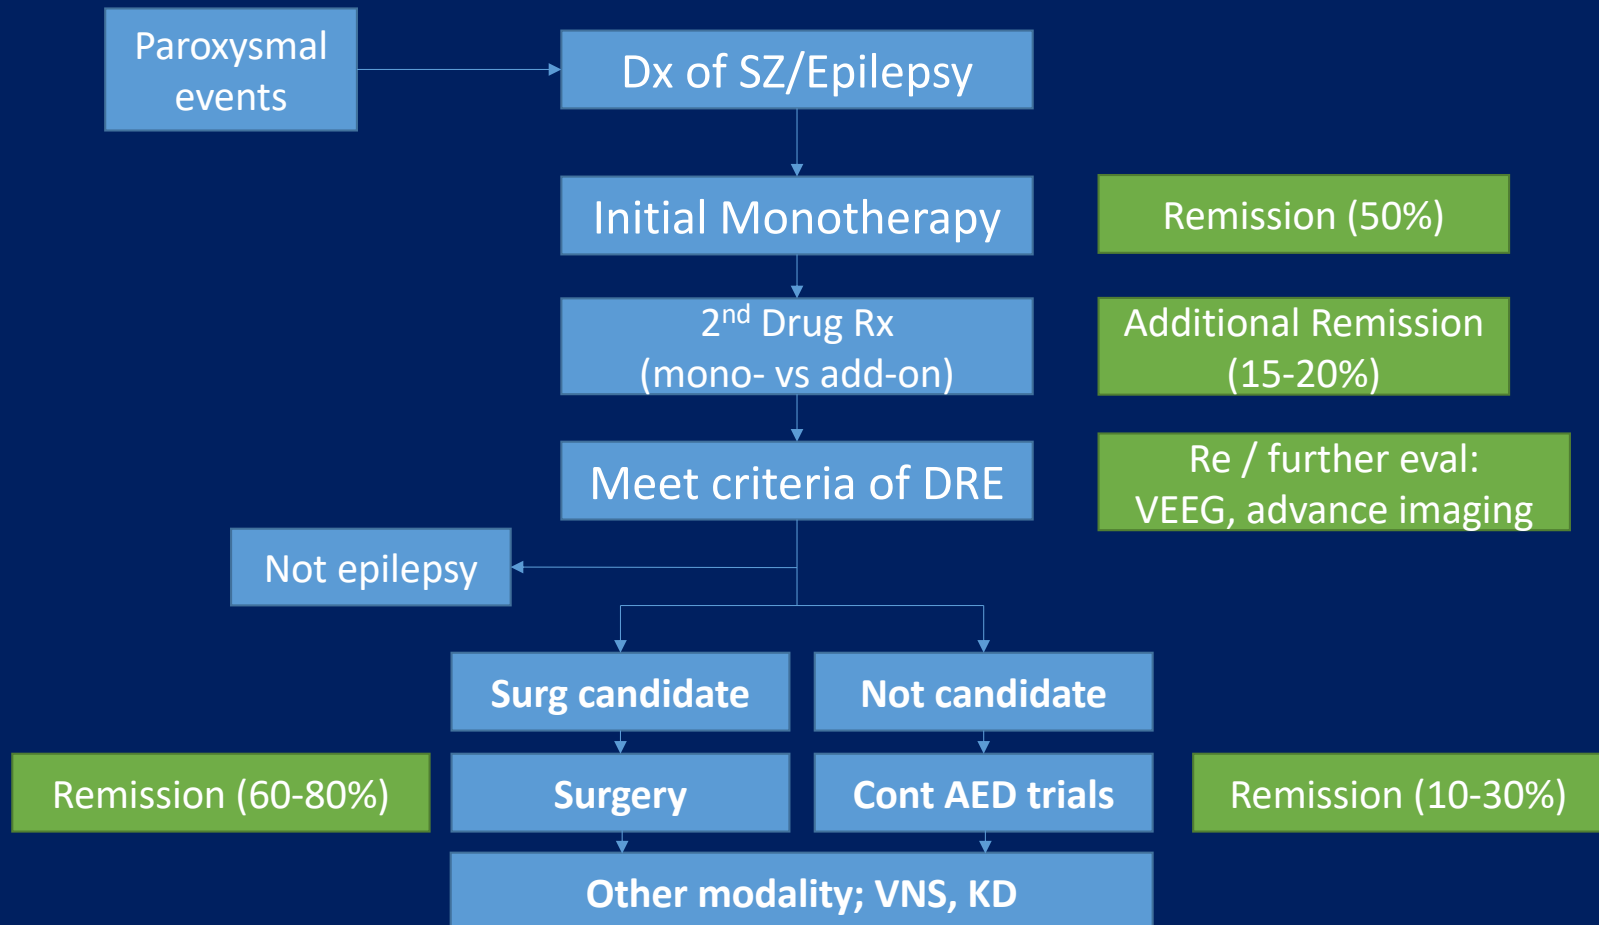 Paroxysmal
events
Dx of SZ/Epilepsy
Initial Monotherapy
Remission (50%)
2nd Drug Rx
(mono- vs add-on)
Additional Remission
(15-20%)
Meet criteria of DRE
Re / further eval:
VEEG, advance imaging
Not epilepsy
Surg candidate
Not candidate
Remission (60-80%)
Surgery
Cont AED trials
Remission (10-30%)
Other modality; VNS, KD